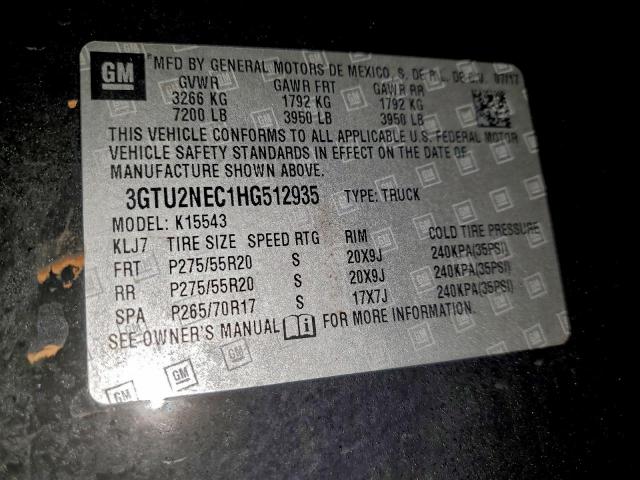 GM
*MFD BY GENERAL MOTORS DE MEXICO, S. DE R.L. DE C.V. 07/17
GVWR GAWR FRT GAWR RR
3266 KG 1792 KG 1792 KG
7200 LB 3950 LB 3950 LB
THIS VEHICLE CONFORMS TO ALL APPLICABLE U.S. FEDERAL MOTOR
VEHICLE SAFETY STANDARDS IN EFFECT ON THE DATE OF
MANUFACTURE SHOWN ABOVE.
3GTU2NEC1HG512935 TYPE: TRUCK
MODEL: K15543
KLJ7 TIRE SIZE SPEED RTG RIM COLD TIRE PRESSURE
FRT P275/55R20 S 20X9J 240KPA(35PSI)
RR P275/55R20 S 20X9J 240KPA(35PSI)
SPA P265/70R17 S 17X7J 240KPA(35PSI)
SEE OWNER'S MANUAL i FOR MORE INFORMATION.